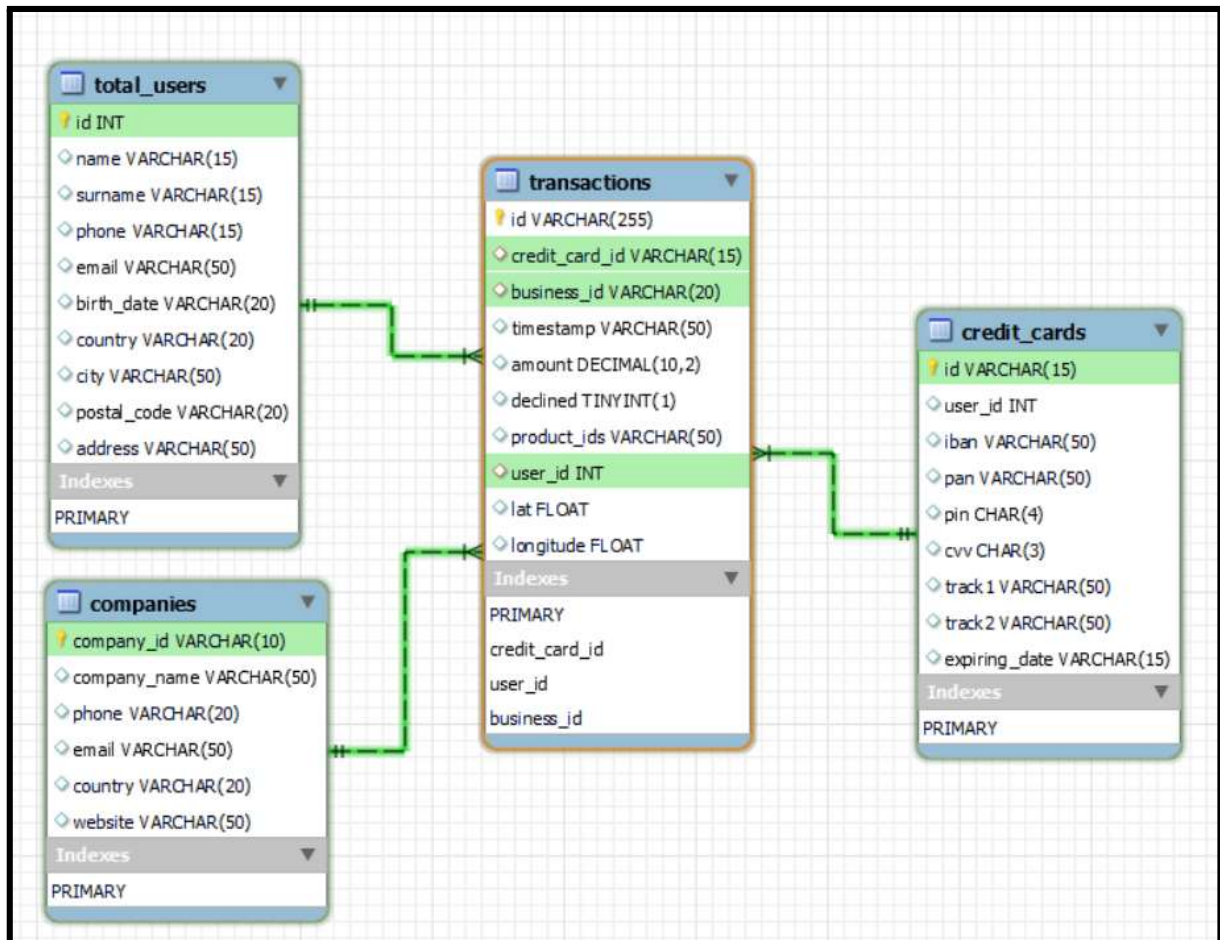 total_users
id INT
name VARCHAR(15)
surname VARCHAR(15)
phone VARCHAR(15)
email VARCHAR(50)
birth_date VARCHAR(20)
country VARCHAR(20)
city VARCHAR(50)
postal_code VARCHAR(20)
address VARCHAR(50)
Indexes
PRIMARY
companies
company_id VARCHAR(10)
company_name VARCHAR(50)
phone VARCHAR(20)
email VARCHAR(50)
country VARCHAR(20)
website VARCHAR(50)
Indexes
PRIMARY
transactions
id VARCHAR(255)
credit_card_id VARCHAR(15)
business_id VARCHAR(20)
timestamp VARCHAR(50)
amount DECIMAL(10,2)
declined TINYINT(1)
product_ids VARCHAR(50)
user_id INT
lat FLOAT
longitude FLOAT
Indexes
PRIMARY
credit_card_id
user_id
business_id
credit_cards
id VARCHAR(15)
user_id INT
iban VARCHAR(50)
pan VARCHAR(50)
pin CHAR(4)
cvv CHAR(3)
track1 VARCHAR(50)
track2 VARCHAR(50)
expiring_date VARCHAR(15)
Indexes
PRIMARY